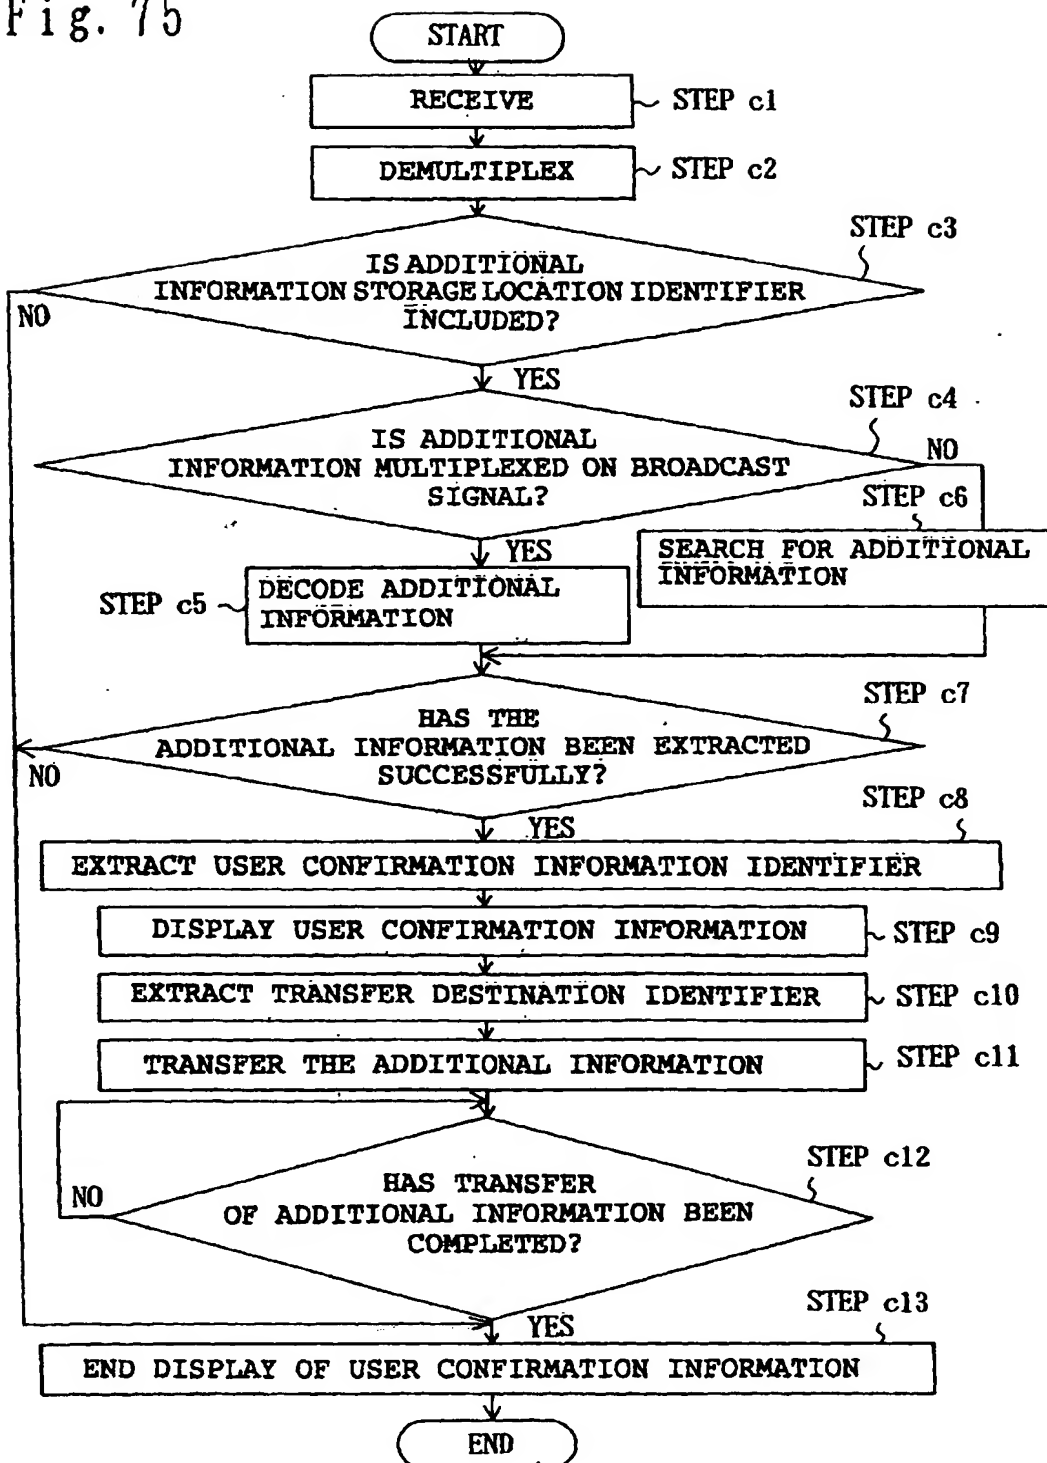 Fig. 75
START
RECEIVE
STEP c1
DEMULTIPLEX
STEP c2
STEP c3
IS ADDITIONAL
INFORMATION STORAGE LOCATION IDENTIFIER
INCLUDED?
NO
YES
STEP c4
IS ADDITIONAL
INFORMATION MULTIPLEXED ON BROADCAST
SIGNAL?
NO
STEP c6
YES
SEARCH FOR ADDITIONAL
INFORMATION
STEP c5
DECODE ADDITIONAL
INFORMATION
STEP c7
HAS THE
ADDITIONAL INFORMATION BEEN EXTRACTED
SUCCESSFULLY?
NO
STEP c8
YES
EXTRACT USER CONFIRMATION INFORMATION IDENTIFIER
DISPLAY USER CONFIRMATION INFORMATION
STEP c9
EXTRACT TRANSFER DESTINATION IDENTIFIER
STEP c10
TRANSFER THE ADDITIONAL INFORMATION
STEP c11
STEP c12
HAS TRANSFER
OF ADDITIONAL INFORMATION BEEN
COMPLETED?
NO
STEP c13
YES
END DISPLAY OF USER CONFIRMATION INFORMATION
END